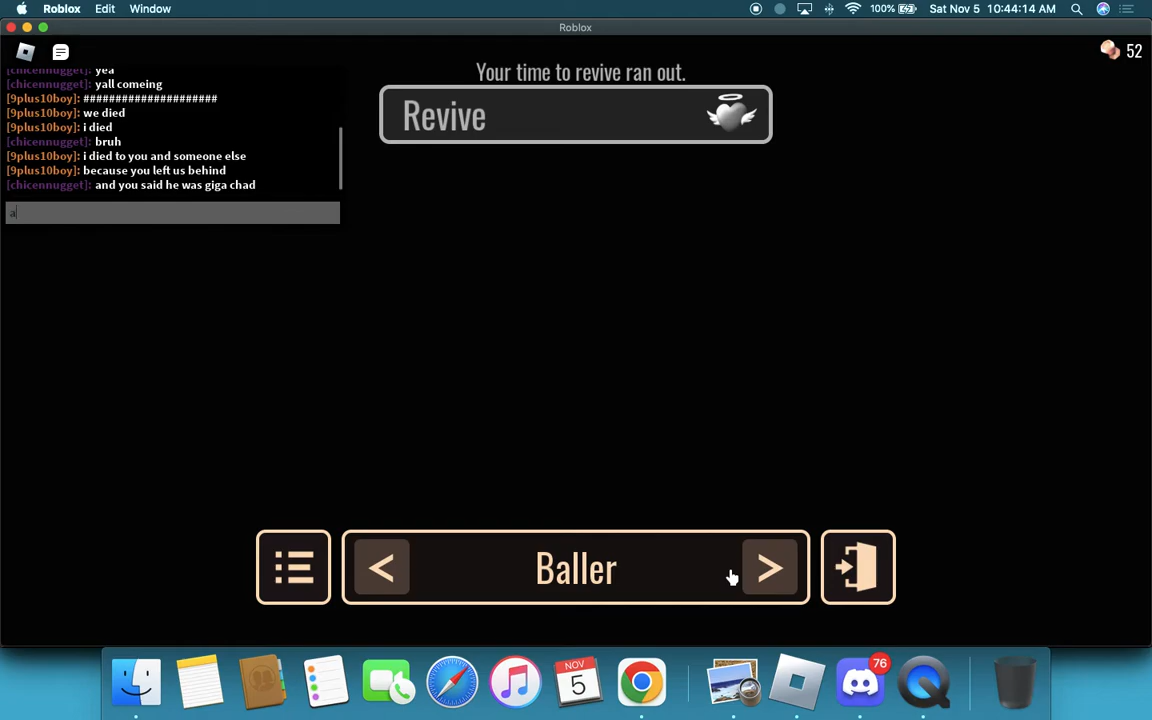 Roblox Edit Window 100% Sat Nov 5 10:44:14 AM
Roblox
52
[chicennugget]: yea
[chicennugget]: yall comeing
[9plus10boy]: #####################
[9plus10boy]: we died
[9plus10boy]: i died
[chicennugget]: bruh
[9plus10boy]: i died to you and someone else
[9plus10boy]: because you left us behind
[chicennugget]: and you said he was giga chad
a
Your time to revive ran out.
Revive
< Baller >
NOV
5
76